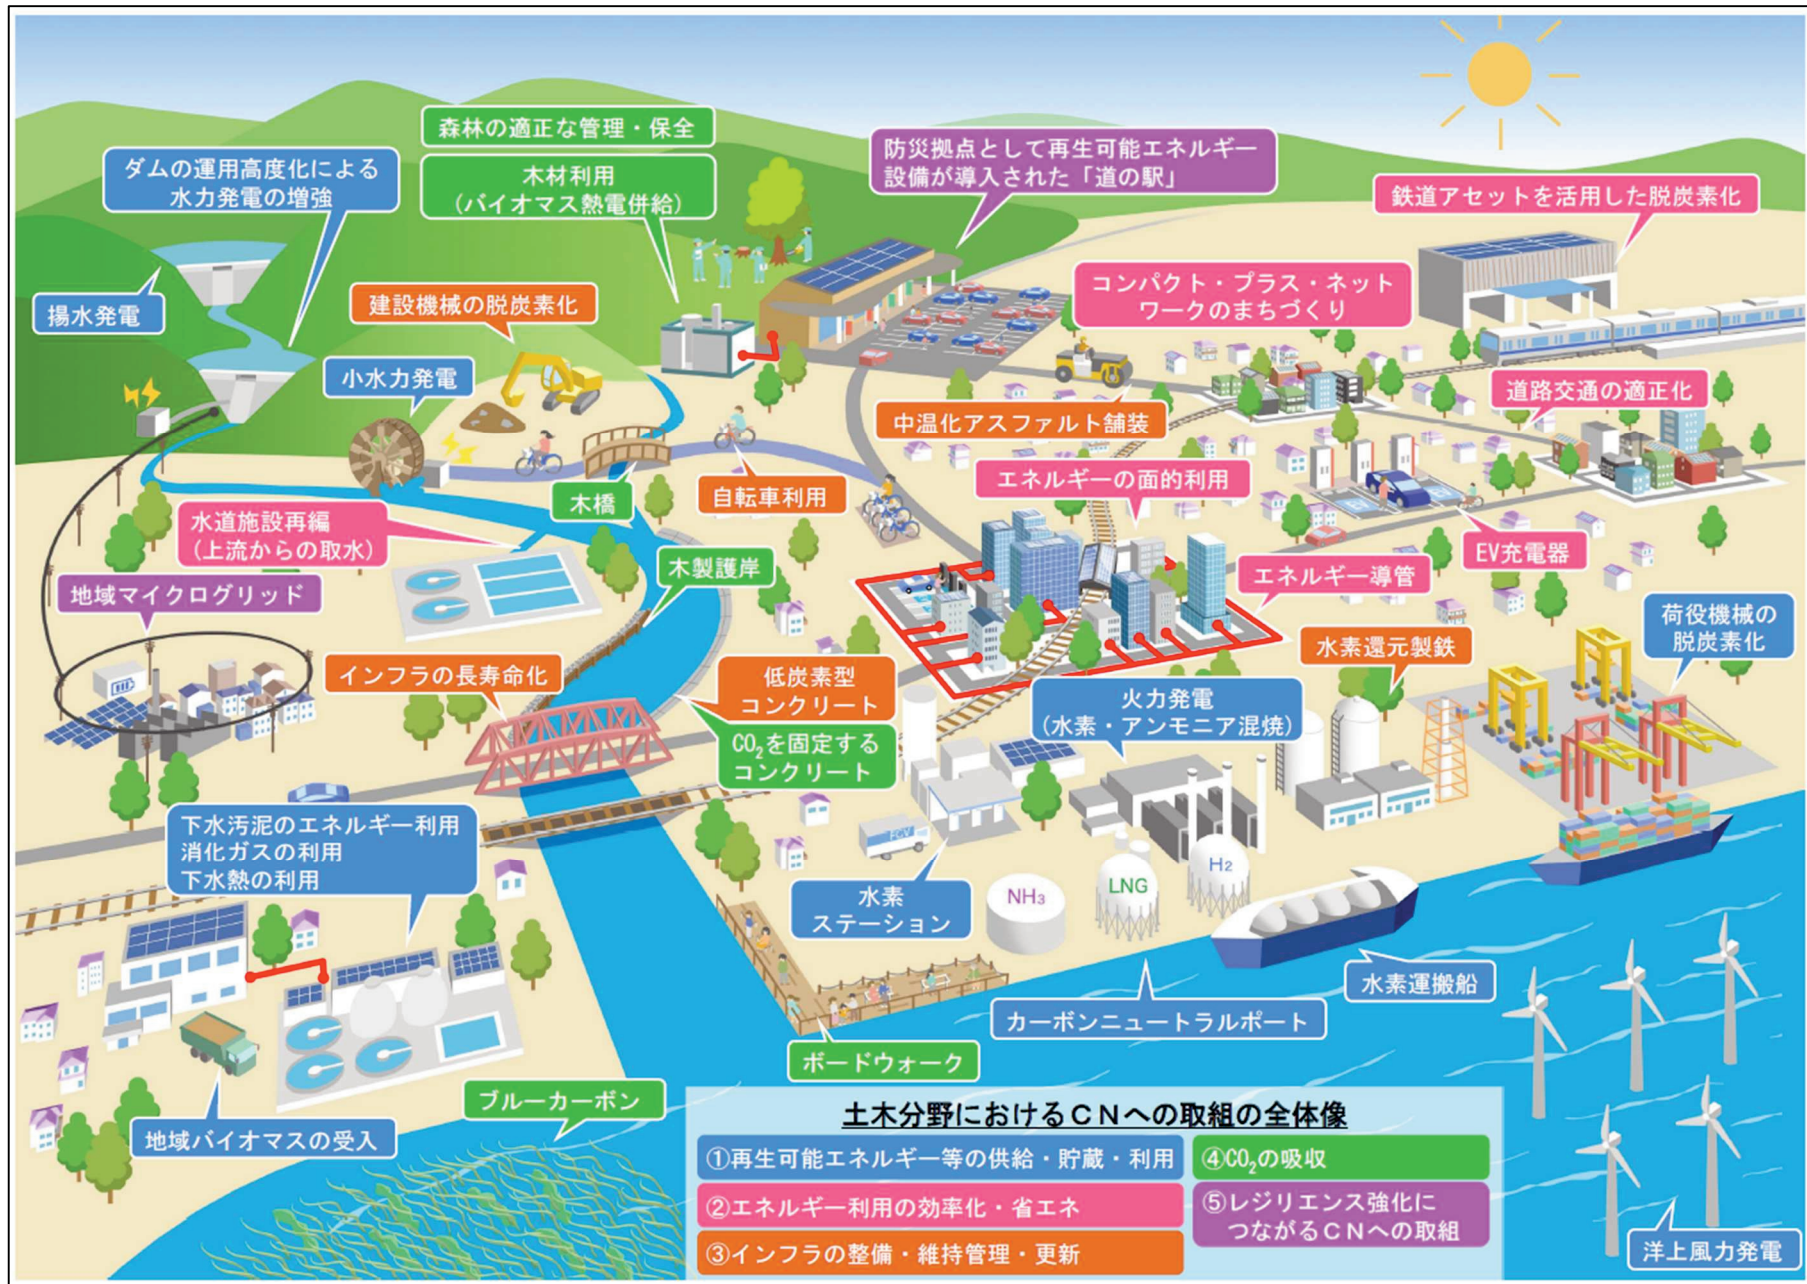 森林の適正な管理・保全
ダムの運用高度化による
水力発電の増強
木材利用
(バイオマス熱電併給)
防災拠点として再生可能エネルギー
設備が導入された「道の駅」
鉄道アセットを活用した脱炭素化
揚水発電
建設機械の脱炭素化
コンパクト・プラス・ネット
ワークのまちづくり
小水力発電
中温化アスファルト舗装
道路交通の適正化
エネルギーの面的利用
木橋
自転車利用
水道施設再編
(上流からの取水)
EV充電器
木製護岸
エネルギー導管
地域マイクログリッド
荷役機械の
脱炭素化
水素還元製鉄
インフラの長寿命化
低炭素型
コンクリート
火力発電
(水素・アンモニア混焼)
CO₂を固定する
コンクリート
下水汚泥のエネルギー利用
消化ガスの利用
下水熱の利用
FCV
水素
ステーション
NH₃
LNG
H₂
水素運搬船
カーボンニュートラルポート
ボードウォーク
ブルーカーボン
地域バイオマスの受入
土木分野におけるCNへの取組の全体像
①再生可能エネルギー等の供給・貯蔵・利用
②エネルギー利用の効率化・省エネ
③インフラの整備・維持管理・更新
④CO₂の吸収
⑤レジリエンス強化に
つながるCNへの取組
洋上風力発電